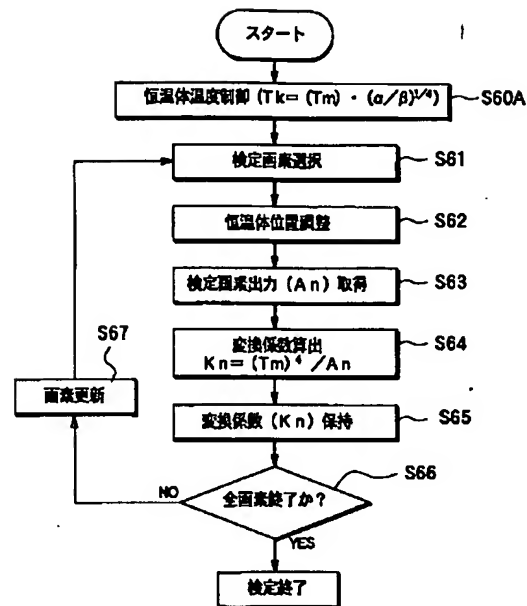 スタート
恒温体温度制御 (Tk=(Tm)・(α/β)1/4)
S60A
検定画素選択
S61
恒温体位置調整
S62
検定画素出力 (An) 取得
S63
S67
変換係数算出
Kn=(Tm)4/An
S64
画素更新
変換係数 (Kn) 保持
S65
S66
NO
全画素終了か?
YES
検定終了